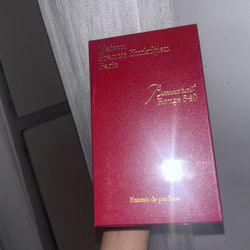 Maison
Francis Kurkdjian
Paris
Baccarat
Rouge 540
Extrait de parfum